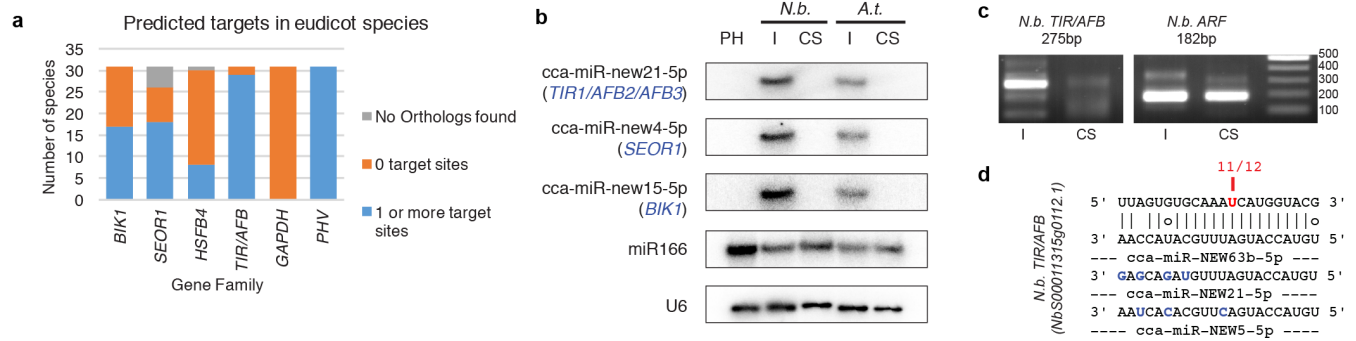 a
Predicted targets in eudicot species
Number of species
35
30
25
20
15
10
5
0
BIK1
SEOR1
HSFB4
TIR/AFB
GAPDH
PHV
Gene Family
No Orthologs found
0 target sites
1 or more target
sites
b
N.b. A.t.
PH I CS I CS
cca-miR-new21-5p
(TIR1/AFB2/AFB3)
cca-miR-new4-5p
(SEOR1)
cca-miR-new15-5p
(BIK1)
miR166
U6
c
N.b. TIR/AFB
275bp
N.b. ARF
182bp
500
400
300
200
100
I CS I CS
d
N.b. TIR/AFB
(NbS00011315g0112.1)
11/12
5' UUAGUGUGCAAAUCAUGGUACG 3'
3' AACCAUACGUUUAGUACCAUGU 5'
--- cca-miR-NEW63b-5p ----
3' GAGCAGAUGUUUAGUACCAUGU 5'
--- cca-miR-NEW21-5p ----
3' AAUCACACGUUCAGUACCAUGU 5'
---- cca-miR-NEW5-5p ----